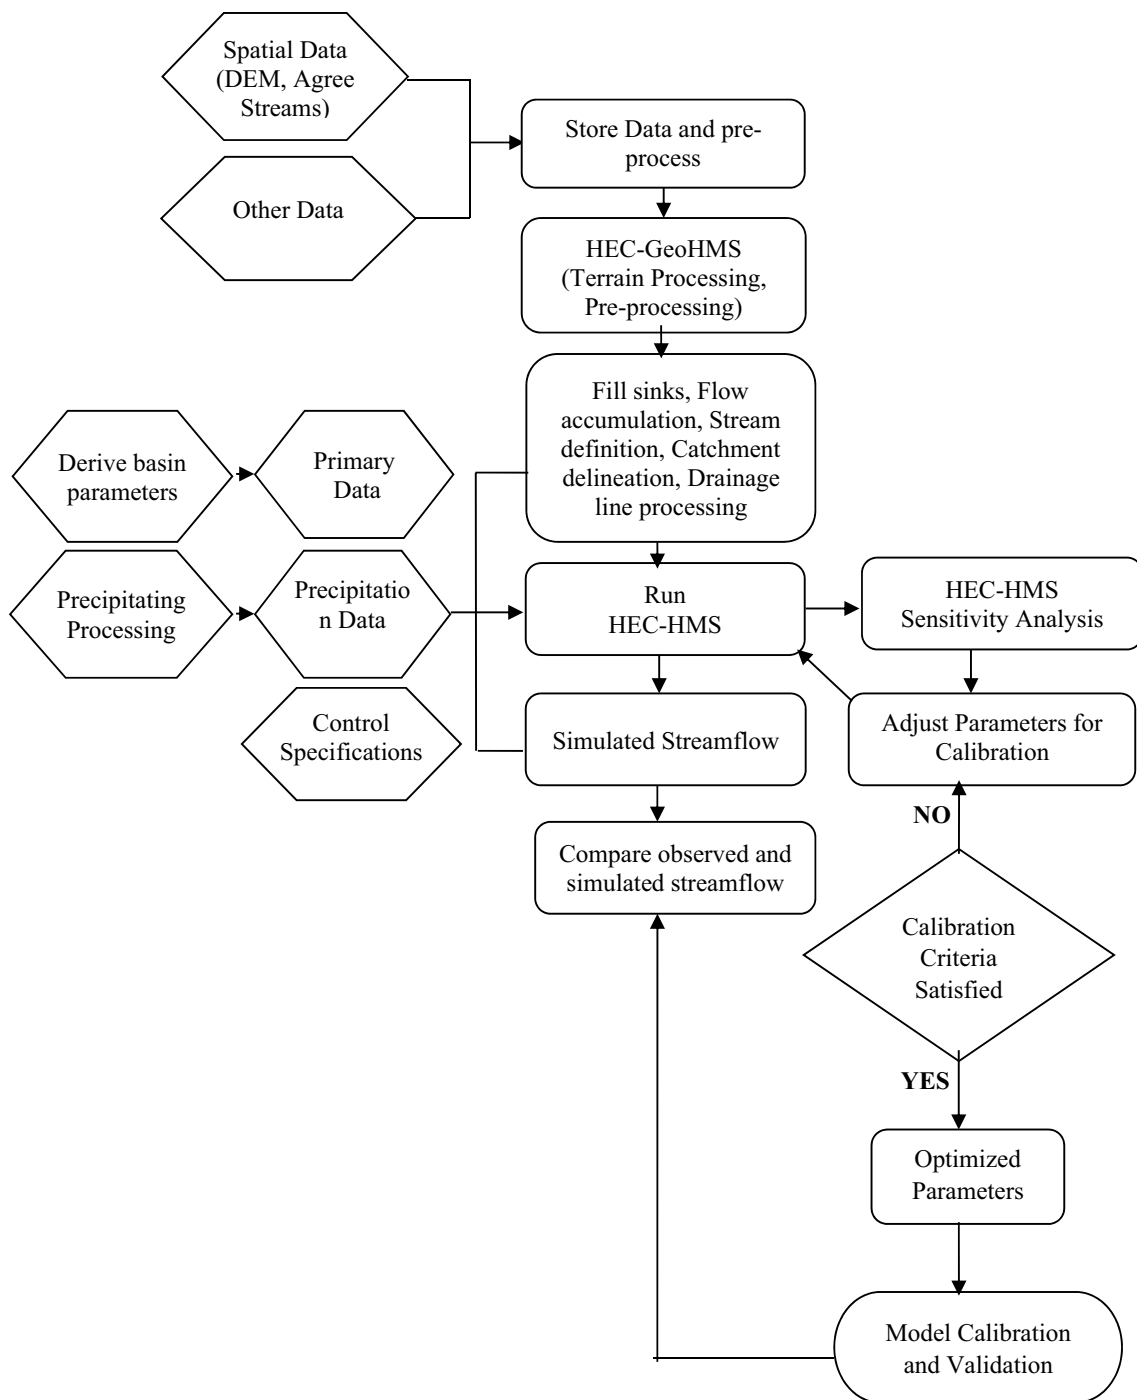 Spatial Data
(DEM, Agree
Streams)
Store Data and pre-
process
Other Data
HEC-GeoHMS
(Terrain Processing,
Pre-processing)
Fill sinks, Flow
accumulation, Stream
definition, Catchment
delineation, Drainage
line processing
Derive basin
parameters
Primary
Data
Precipitating
Processing
Precipitatio
n Data
Run
HEC-HMS
HEC-HMS
Sensitivity Analysis
Control
Specifications
Simulated Streamflow
Adjust Parameters for
Calibration
NO
Compare observed and
simulated streamflow
Calibration
Criteria
Satisfied
YES
Optimized
Parameters
Model Calibration
and Validation